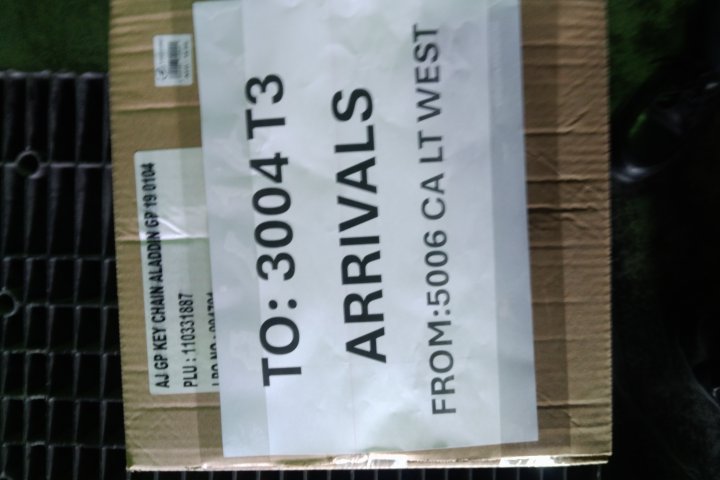 AJ GP KEY CHAIN ALADDIN GP 19 0104
PLU : 110331887
TO: 3004 T3
ARRIVALS
FROM:5006 CA LT WEST